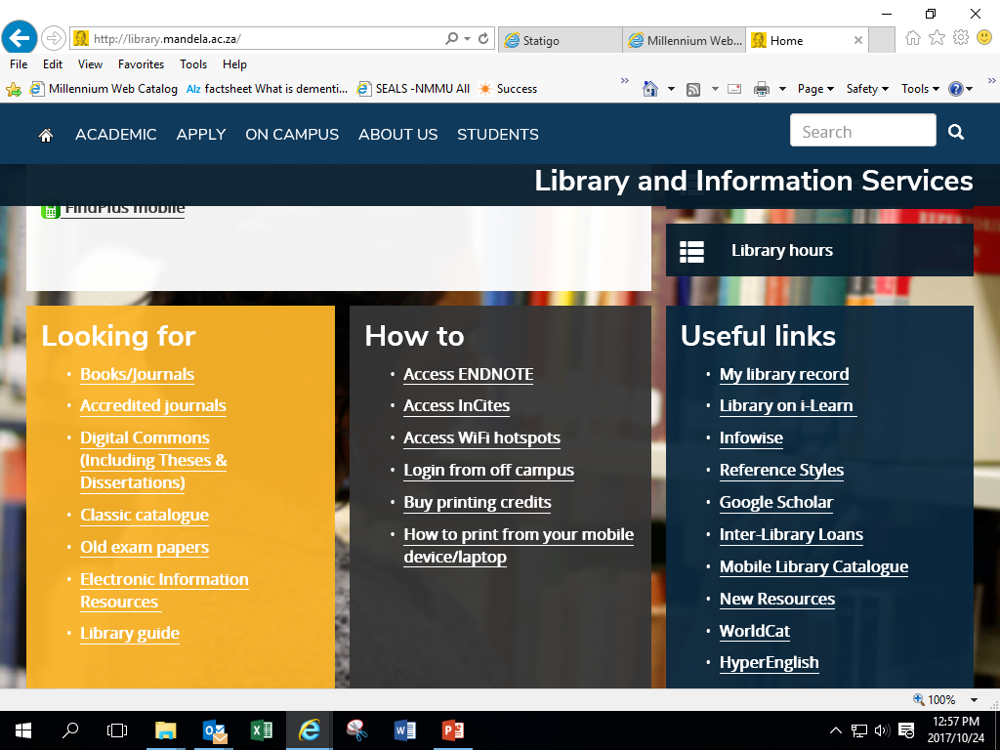 http://library.mandela.ac.za/
Statigo
Millennium Web...
Home
File Edit View Favorites Tools Help
Millennium Web Catalog
factsheet What is dementi...
SEALS -NMMU All
Success
Page
Safety
Tools
ACADEMIC APPLY ON CAMPUS ABOUT US STUDENTS
Search
Library and Information Services
FindPlus mobile
Library hours
Looking for
Books/Journals
Accredited journals
Digital Commons
(Including Theses &
Dissertations)
Classic catalogue
Old exam papers
Electronic Information
Resources
Library guide
How to
Access ENDNOTE
Access InCites
Access WiFi hotspots
Login from off campus
Buy printing credits
How to print from your mobile
device/laptop
Useful links
My library record
Library on i-Learn
Infowise
Reference Styles
Google Scholar
Inter-Library Loans
Mobile Library Catalogue
New Resources
WorldCat
HyperEnglish
100%
12:57 PM
2017/10/24